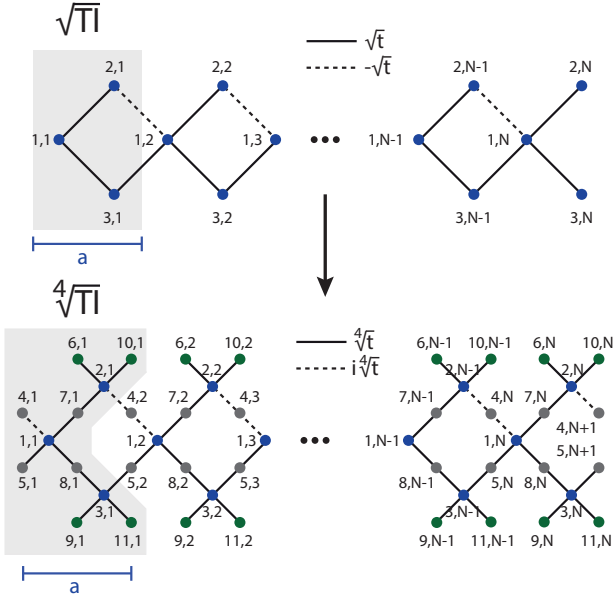 √TI
√t
-√t
2,1
2,2
2,N-1
2,N
1,1
1,2
1,3
•••
1,N-1
1,N
3,1
3,2
3,N-1
3,N
a
∜TI
∜t
i∜t
6,1
10,1
6,2
10,2
6,N-1
10,N-1
6,N
10,N
2,1
2,2
2,N-1
2,N
4,1
7,1
4,2
7,2
4,3
7,N-1
4,N
7,N
4,N+1
1,1
1,2
1,3
•••
1,N-1
1,N
5,N+1
5,1
8,1
5,2
8,2
5,3
8,N-1
5,N
8,N
3,1
3,2
3,N-1
3,N
9,1
11,1
9,2
11,2
9,N-1
11,N-1
9,N
11,N
a